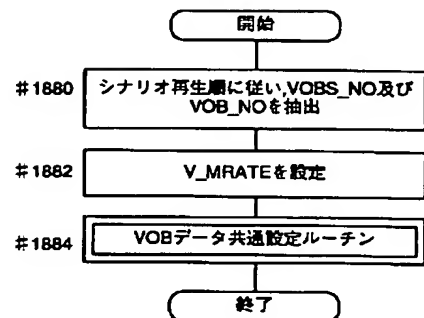 開始
#1880
シナリオ再生順に従い,VOBS_NO及び
VOB_NOを抽出
#1882
V_MRATEを設定
#1884
VOBデータ共通設定ルーチン
終了